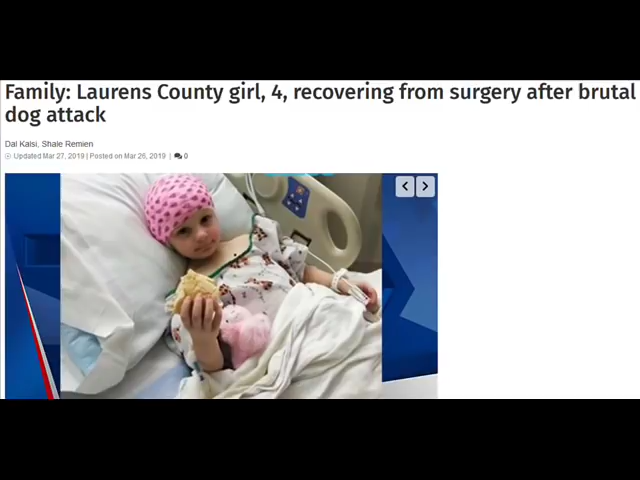 Family: Laurens County girl, 4, recovering from surgery after brutal
dog attack
Dal Kalsi, Shale Remien
Updated Mar 27, 2019 | Posted on Mar 26, 2019 | 0